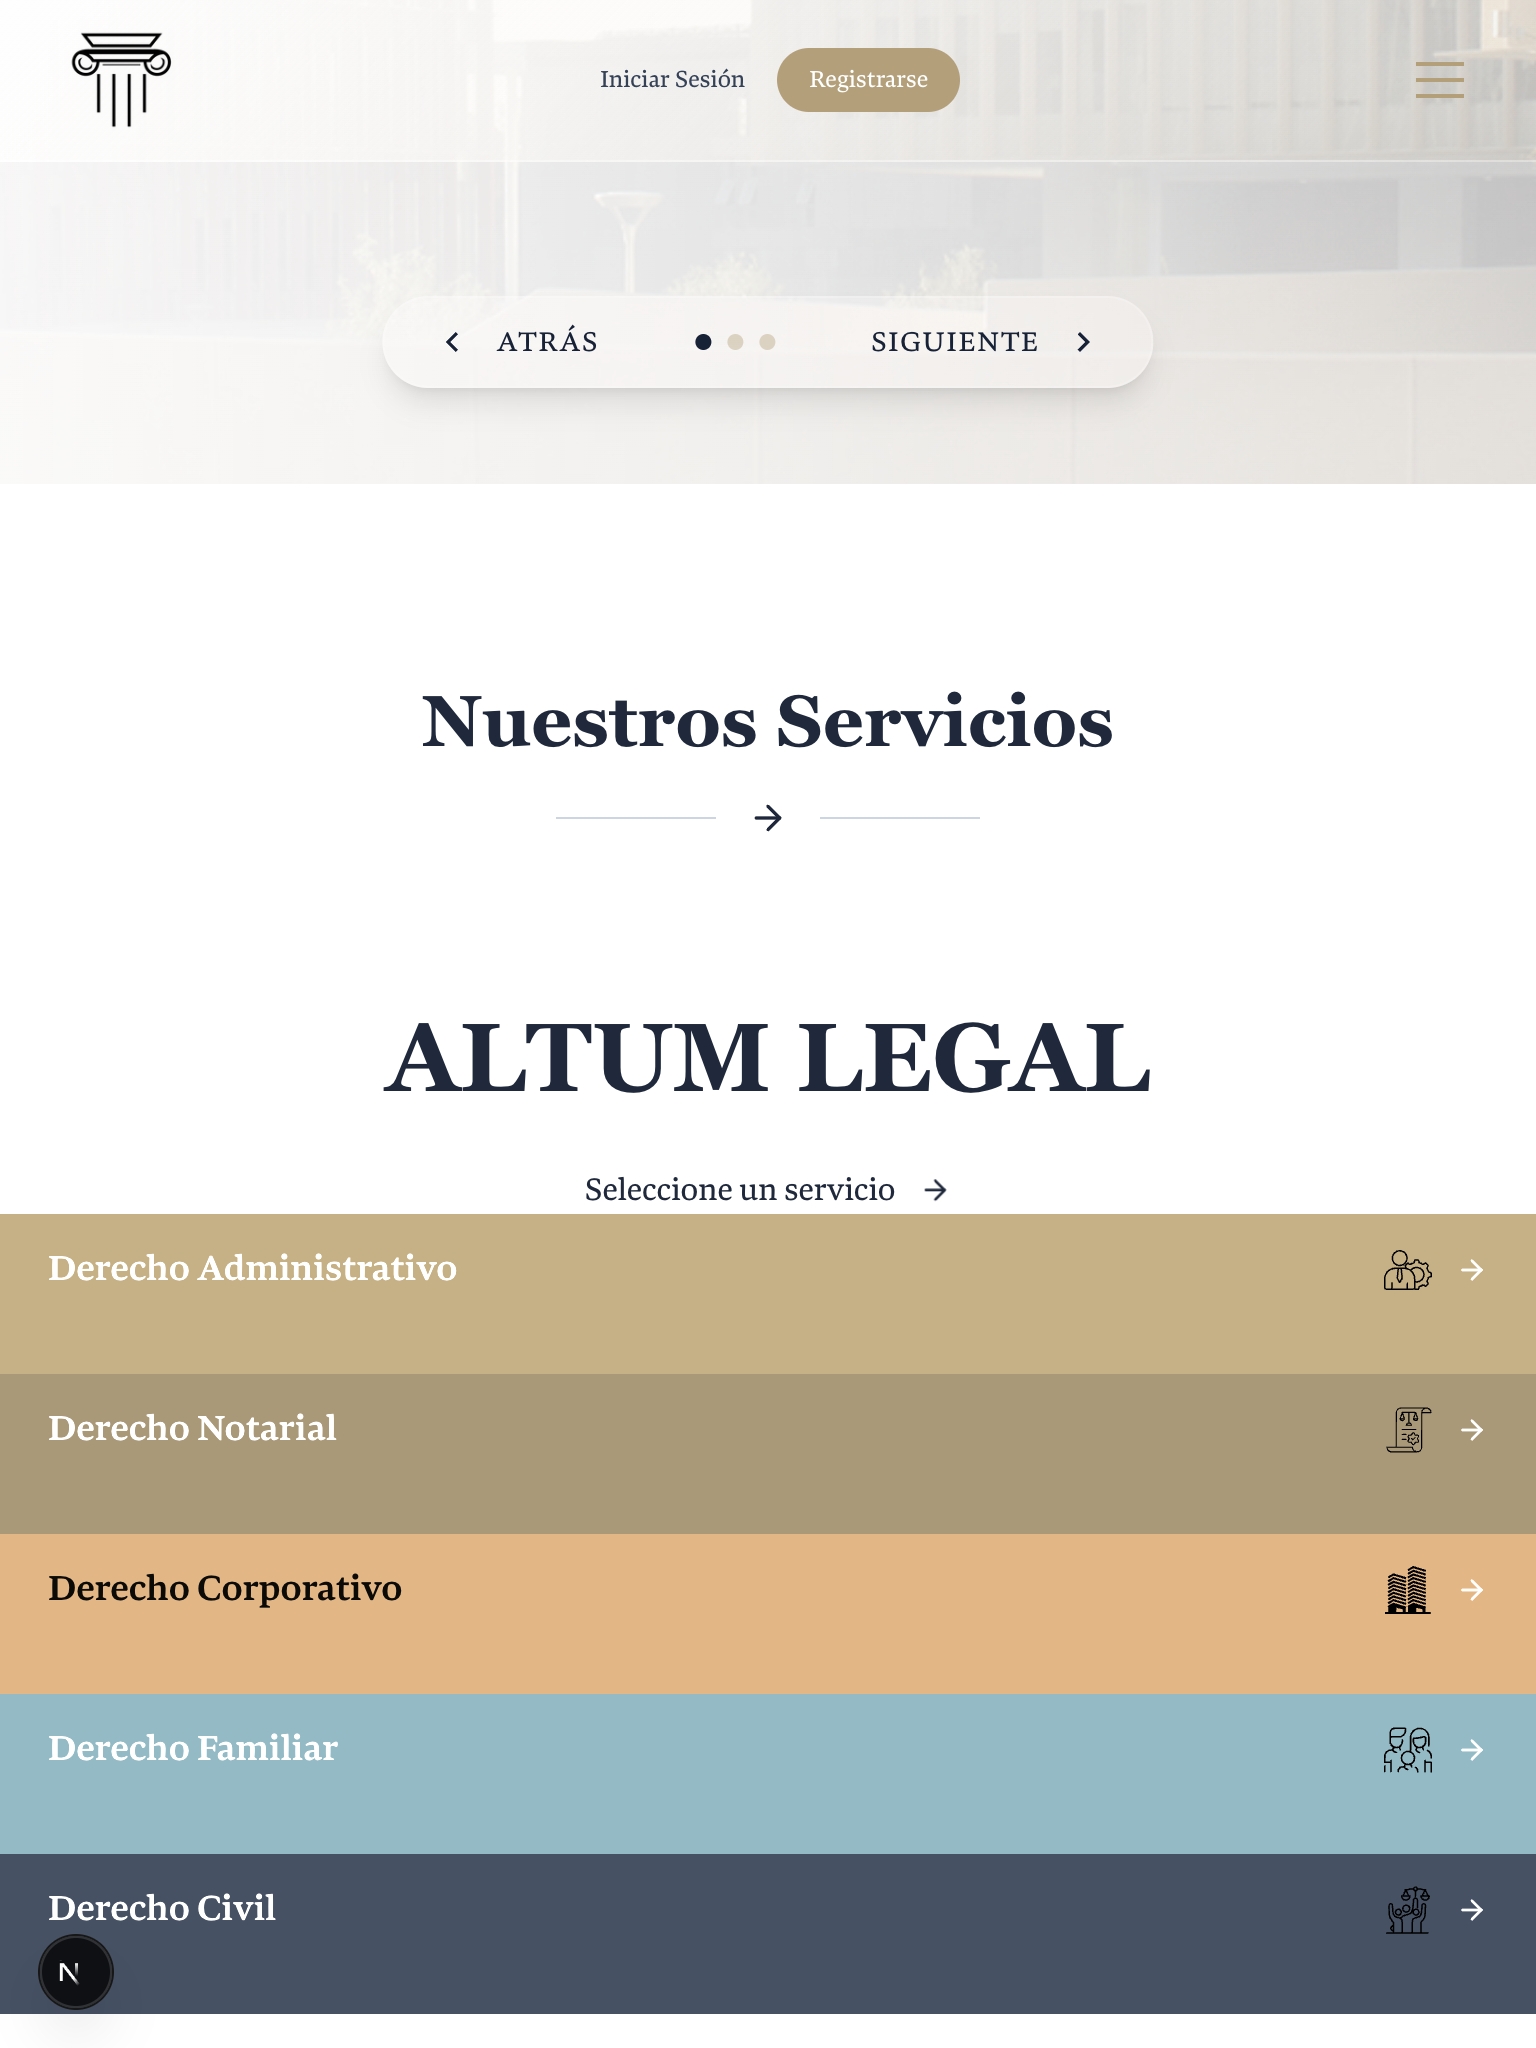 Iniciar Sesión
Registrarse
ATRÁS
SIGUIENTE
Nuestros Servicios
ALTUM LEGAL
Seleccione un servicio
Derecho Administrativo
Derecho Notarial
Derecho Corporativo
Derecho Familiar
Derecho Civil
N